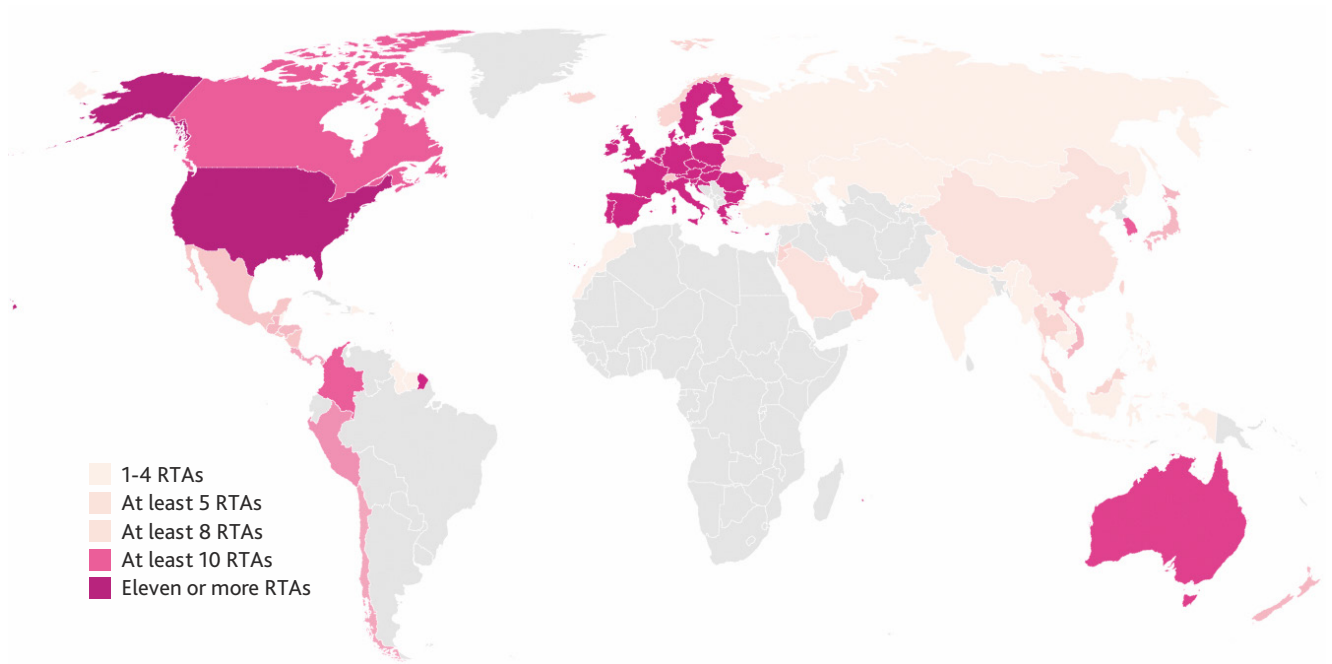 1-4 RTAs
At least 5 RTAs
At least 8 RTAs
At least 10 RTAs
Eleven or more RTAs